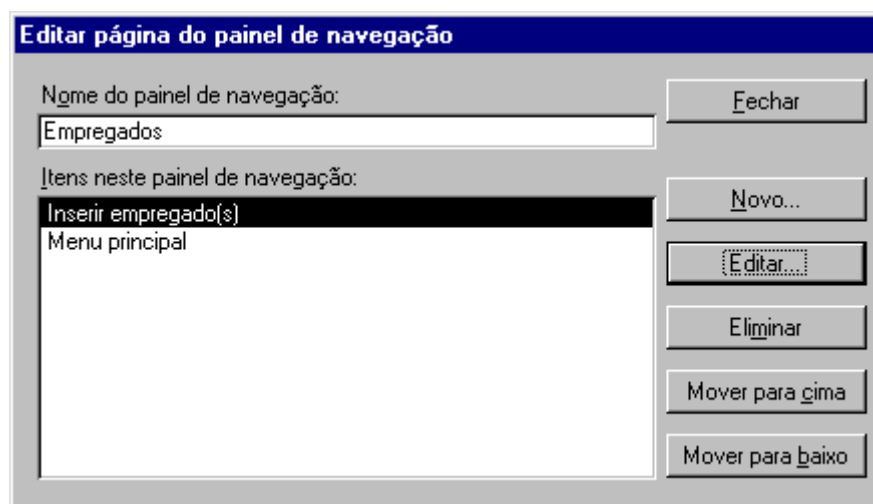 Editar página do painel de navegação
Nome do painel de navegação:
Fechar
Empregados
Itens neste painel de navegação:
Inserir empregado(s)
Menu principal
Novo...
Editar...
Eliminar
Mover para cima
Mover para baixo